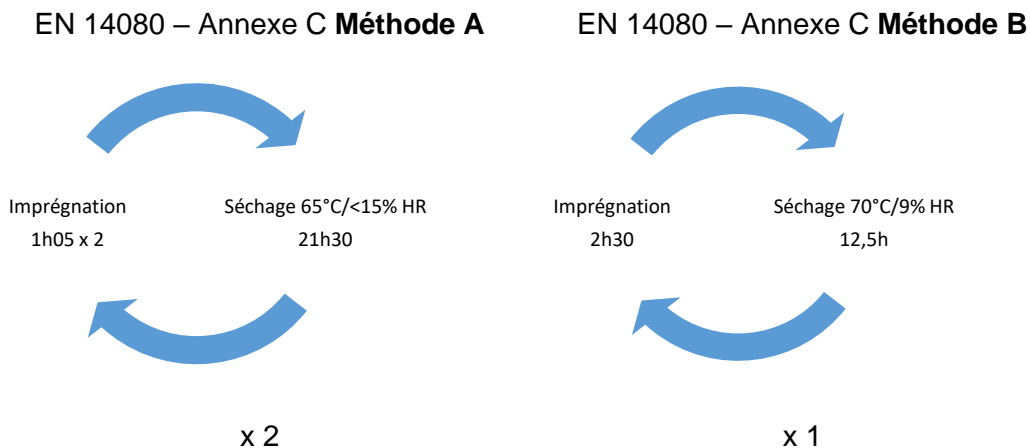 EN 14080 – Annexe C Méthode A
Imprégnation
1h05 x 2
Séchage 65°C/<15% HR
21h30
x 2
EN 14080 – Annexe C Méthode B
Imprégnation
2h30
Séchage 70°C/9% HR
12,5h
x 1